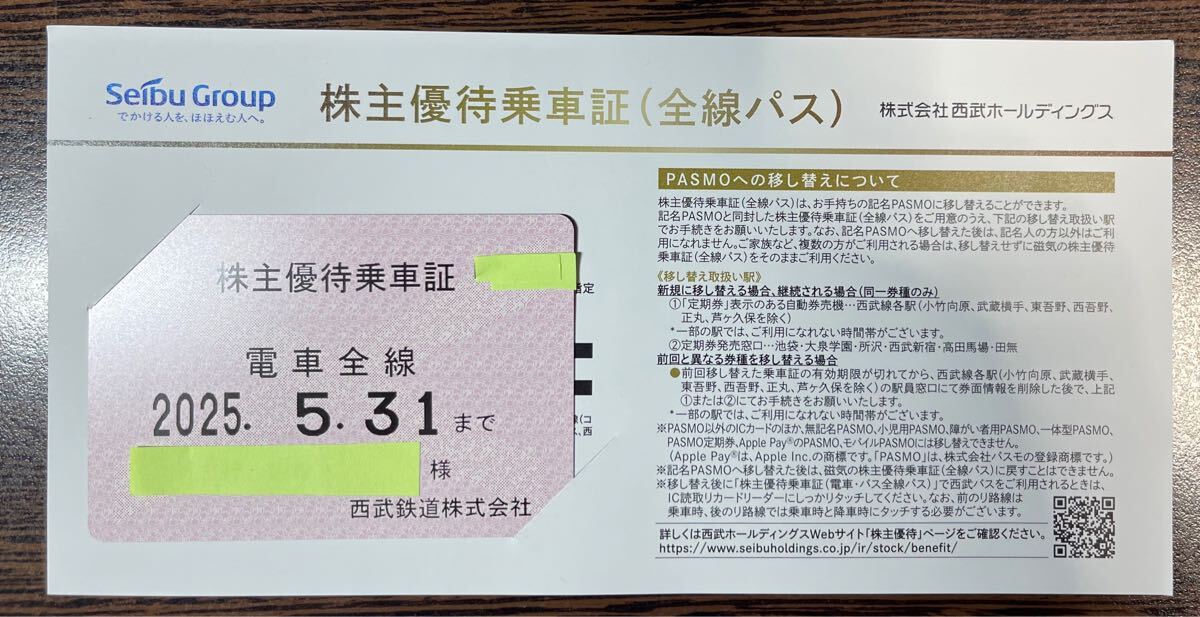 Seibu Group
でかける人を、ほほえむ人へ。
株主優待乗車証(全線パス)
株式会社西武ホールディングス
株主優待乗車証
電車全線
2025. 5. 31まで
様
西武鉄道株式会社
PASMOへの移し替えについて
株主優待乗車証(全線パス)は、お手持ちの記名PASMOに移し替えることができます。
記名PASMOと同封した株主優待乗車証(全線パス)をご用意のうえ、下記の移し替え取扱い駅
でお手続きをお願いいたします。なお、記名PASMOへ移し替えた後は、記名人の方以外はご利
用になれません。ご家族など、複数の方がご利用される場合は、移し替えせずに磁気の株主優待
乗車証(全線パス)をそのままご利用ください。
《移し替え取扱い駅》
新規に移し替える場合、継続される場合(同一券種のみ)
①「定期券」表示のある自動券売機…西武線各駅(小竹向原、武蔵横手、東吾野、西吾野、
正丸、芦ヶ久保を除く)
*一部の駅では、ご利用になれない時間帯がございます。
②定期券発売窓口…池袋・大泉学園・所沢・西武新宿・高田馬場・田無
前回と異なる券種を移し替える場合
●前回移し替えた乗車証の有効期限が切れてから、西武線各駅(小竹向原、武蔵横手、
東吾野、西吾野、正丸、芦ヶ久保を除く)の駅員窓口にて券面情報を削除した後で、上記
①または②にてお手続きをお願いいたします。
*一部の駅では、ご利用になれない時間帯がございます。
※PASMO以外のICカードのほか、無記名PASMO、小児用PASMO、障がい者用PASMO、一体型PASMO、
PASMO定期券、Apple Pay®のPASMO、モバイルPASMOには移し替えできません。
(Apple Pay®は、Apple Inc.の商標です。「PASMO」は、株式会社パスモの登録商標です。)
※記名PASMOへ移し替えた後は、磁気の株主優待乗車証(全線パス)に戻すことはできません。
※移し替え後に「株主優待乗車証(電車・バス全線パス)」で西武バスをご利用されるときは、
IC読取りカードリーダーにしっかりタッチしてください。なお、前のり路線は
乗車時、後のり路線では乗車時と降車時にタッチする必要がございます。
詳しくは西武ホールディングスWebサイト「株主優待」ページをご確認ください。
https://www.seibuholdings.co.jp/ir/stock/benefit/